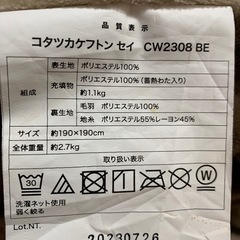 品質表示
コタツカケフトン セイ CW2308 BE
表生地 ポリエステル100%
充填物 ポリエステル100%(蓄熱わた入り)
約1.1kg
組成
裏生地 毛羽 ポリエステル100%
地糸 ポリエステル55%レーヨン45%
サイズ 約190×190cm
全体重量 約2.7kg
取り扱い表示
30 W
洗濯ネット使用
弱く絞る
Lot.NT. 20230726